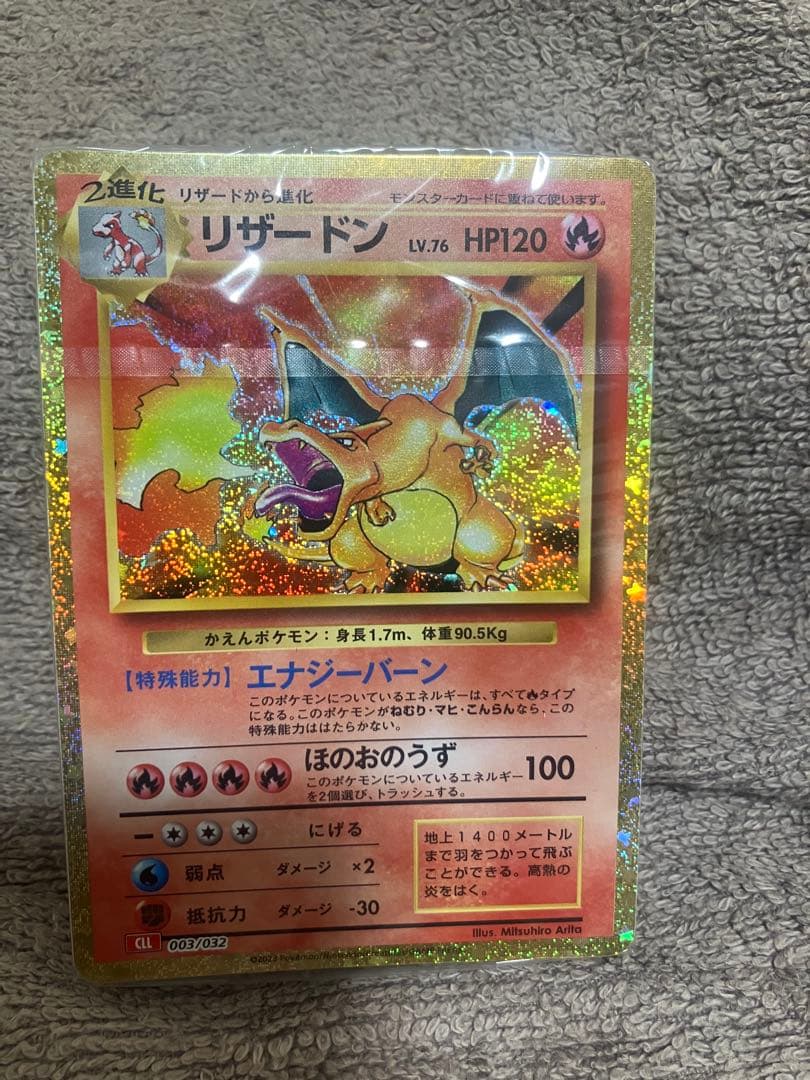 2進化 リザードから進化 モンスターカードに重ねて使います。
リザードン LV.76 HP120
かえんポケモン：身長1.7m、体重90.5Kg
【特殊能力】エナジーバーン
このポケモンについているエネルギーは、すべて🔥タイプ
になる。このポケモンがねむり・マヒ・こんらんなら、この
特殊能力ははたらかない。
ほのおのうず 100
このポケモンについているエネルギー
を2個選び、トラッシュする。
にげる
弱点 ダメージ ×2
抵抗力 ダメージ -30
地上1400メートル
まで羽をつかって飛ぶ
ことができる。高熱の
炎をはく。
Illus. Mitsuhiro Arita
CLL 003/032
©2023 Pokémon/Nintendo